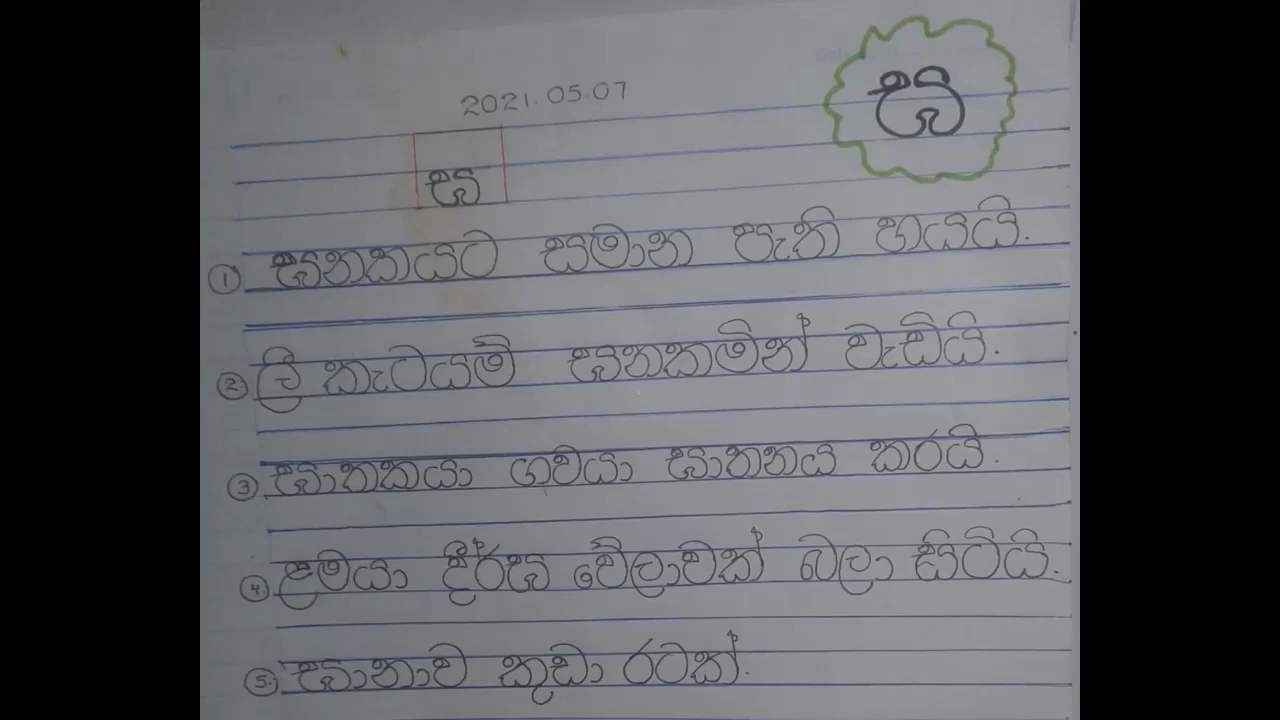 2021.05.07
ඝ
ඝ
① ඝනකයට සමාන පැති හයයි.
② ලී කැටයම් ඝනකමින් වැඩියි.
③ ඝාතකයා ගවයා ඝාතනය කරයි.
④ ළමයා දීර්ඝ වේලාවක් බලා සිටියි.
⑤ ඝානාව කුඩා රටක්.